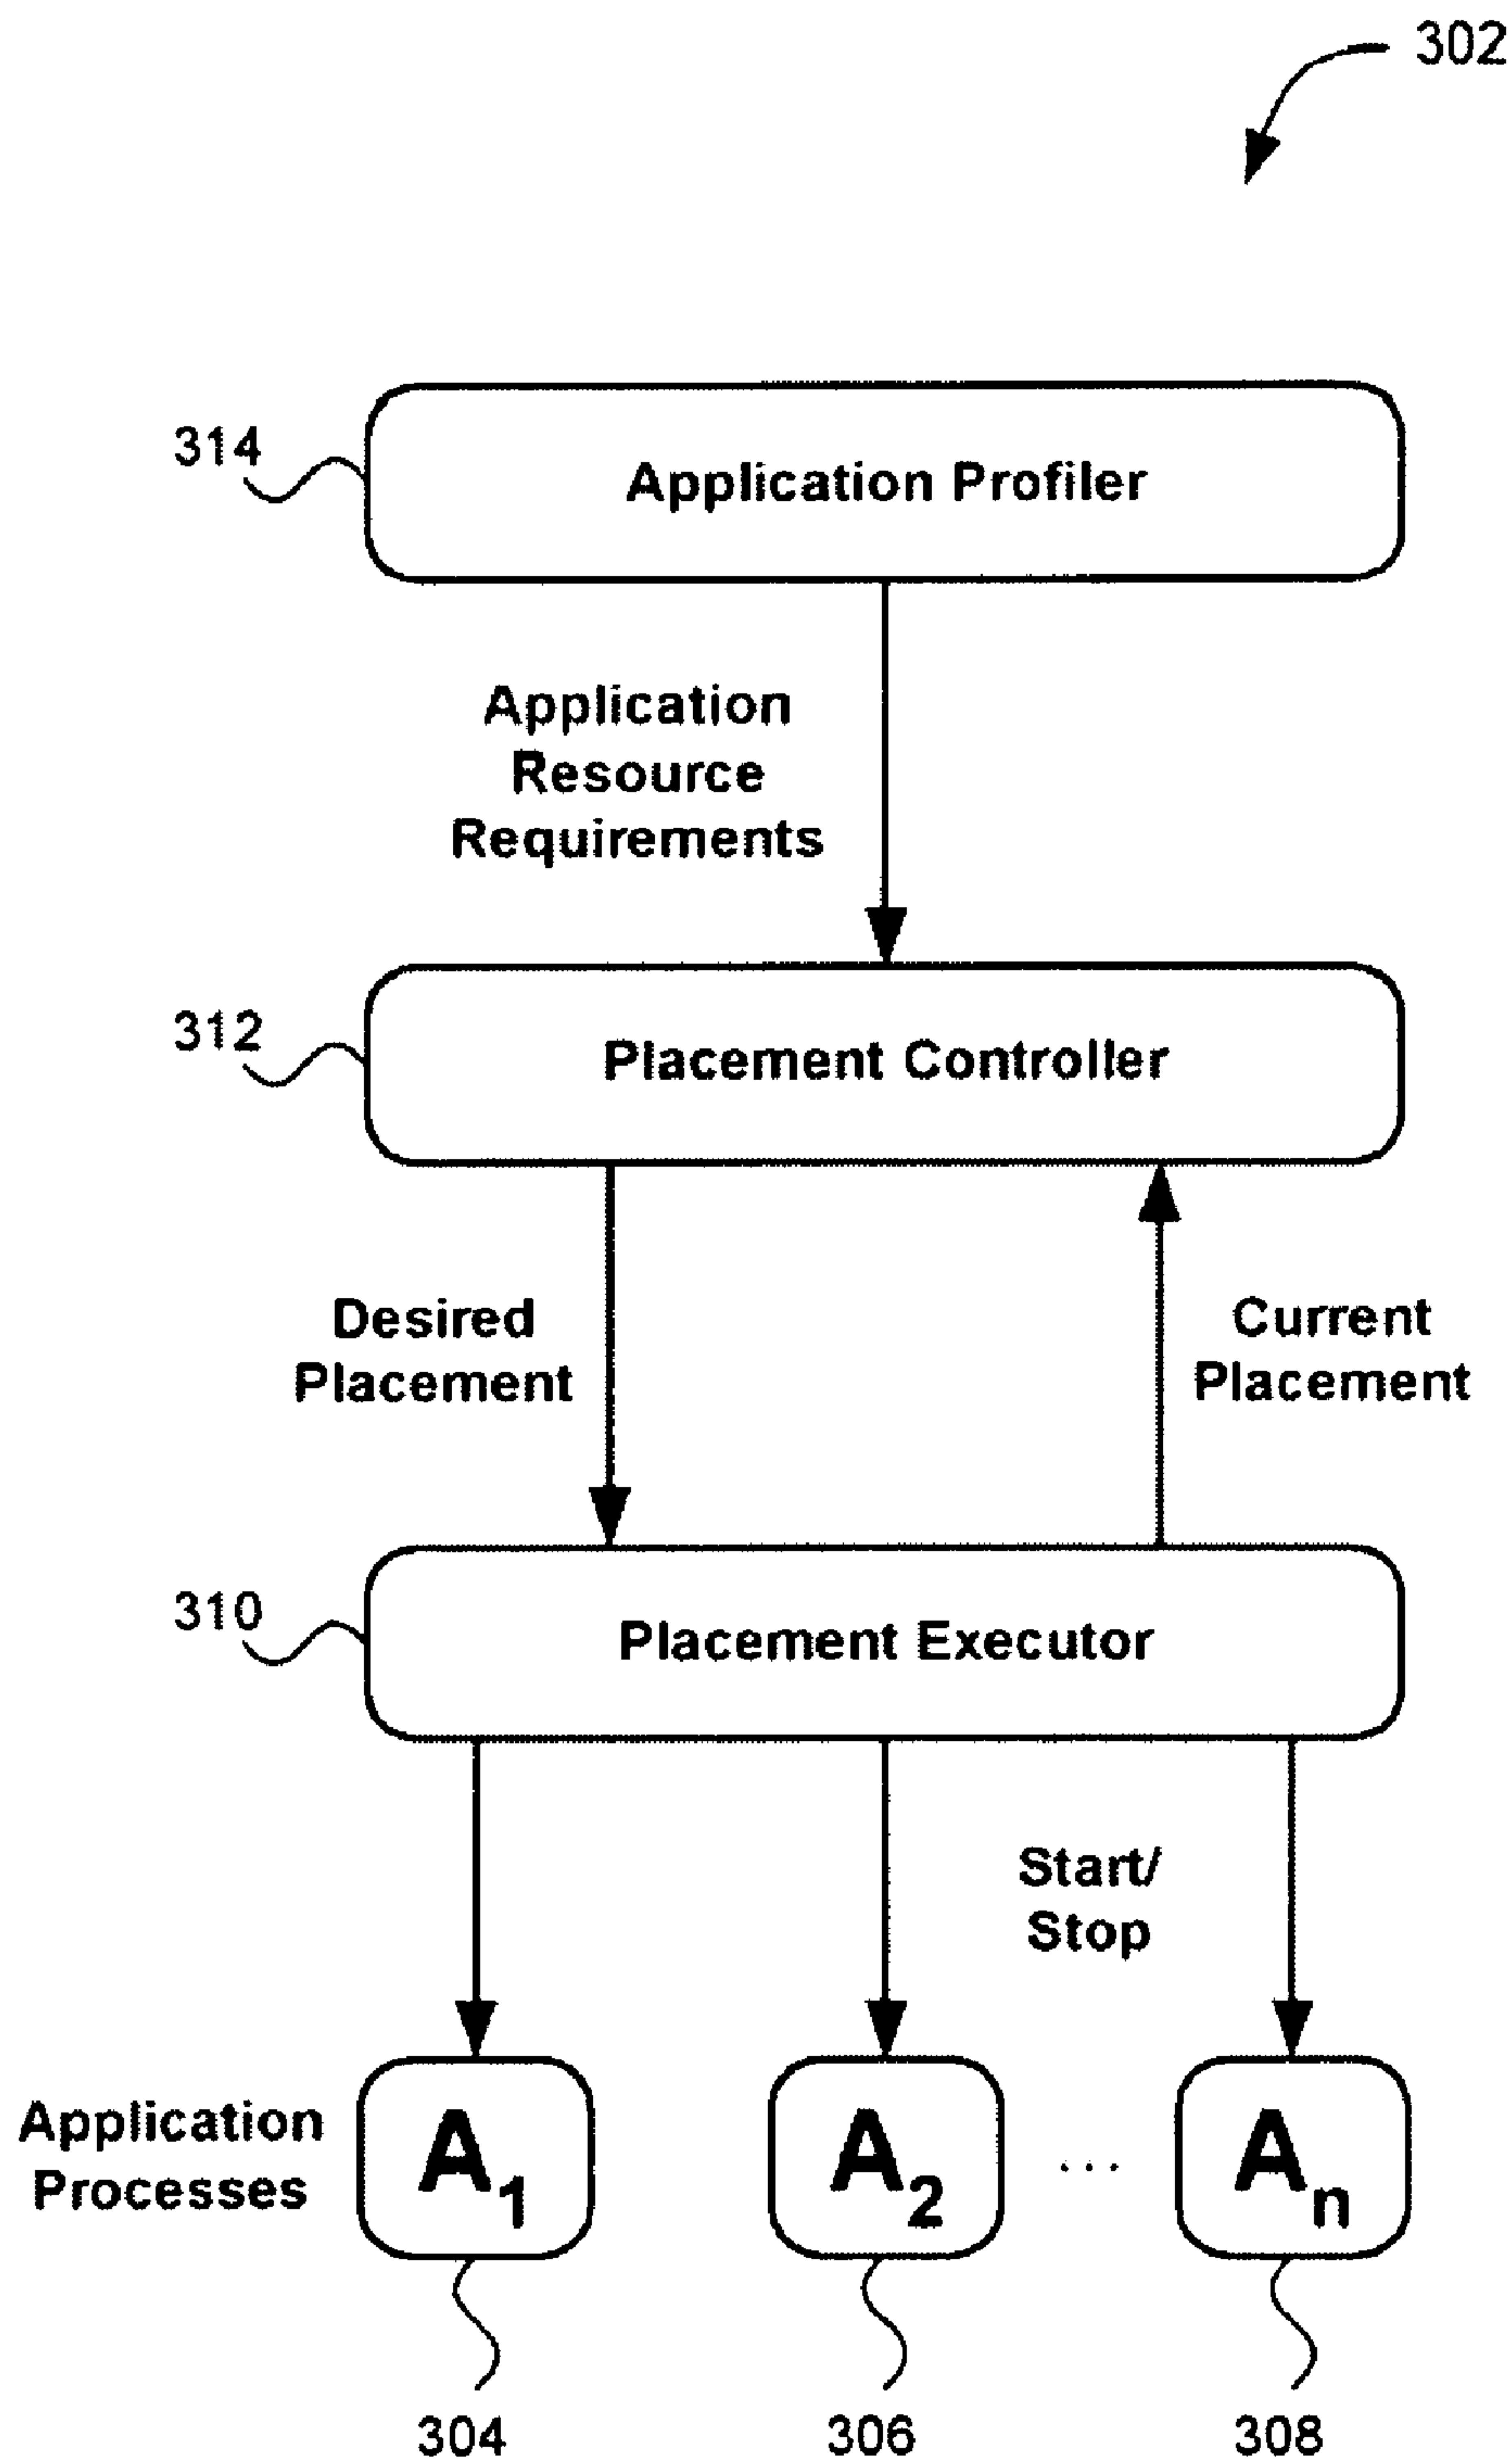 302
314
Application Profiler
Application
Resource
Requirements
312
Placement Controller
Desired
Placement
Current
Placement
310
Placement Executor
Start/
Stop
Application
Processes
A1
A2
...
An
304
306
308